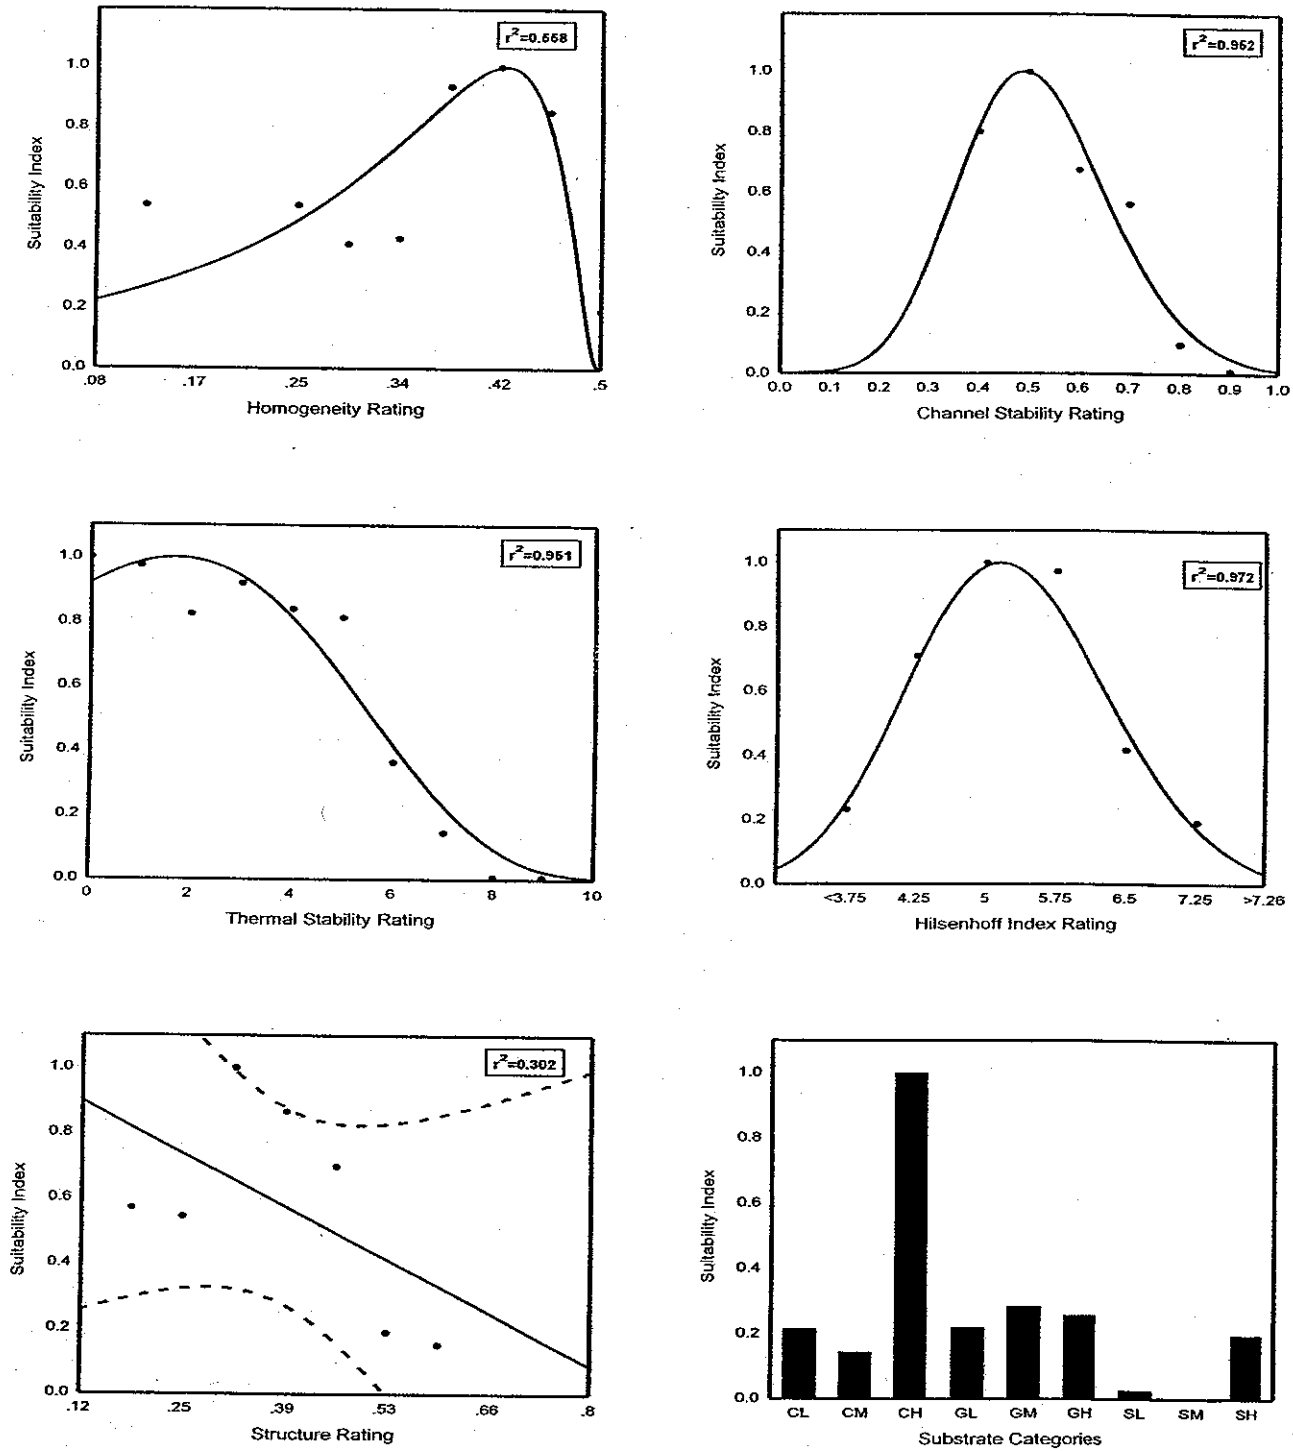 r²=0.558
1.0
0.8
0.6
0.4
0.2
0.0
Suitability Index
.08 .17 .25 .34 .42 .5
Homogeneity Rating
r²=0.952
1.0
0.8
0.6
0.4
0.2
0.0
Suitability Index
0.0 0.1 0.2 0.3 0.4 0.5 0.6 0.7 0.8 0.9 1.0
Channel Stability Rating
r²=0.951
1.0
0.8
0.6
0.4
0.2
0.0
Suitability Index
0 2 4 6 8 10
Thermal Stability Rating
r²=0.972
1.0
0.8
0.6
0.4
0.2
0.0
Suitability Index
<3.75 4.25 5 5.75 6.5 7.25 >7.26
Hilsenhoff Index Rating
r²=0.302
1.0
0.8
0.6
0.4
0.2
0.0
Suitability Index
.12 .25 .39 .53 .66 .8
Structure Rating
1.0
0.8
0.6
0.4
0.2
0.0
Suitability Index
CL CM CH GL GM GH SL SM SH
Substrate Categories